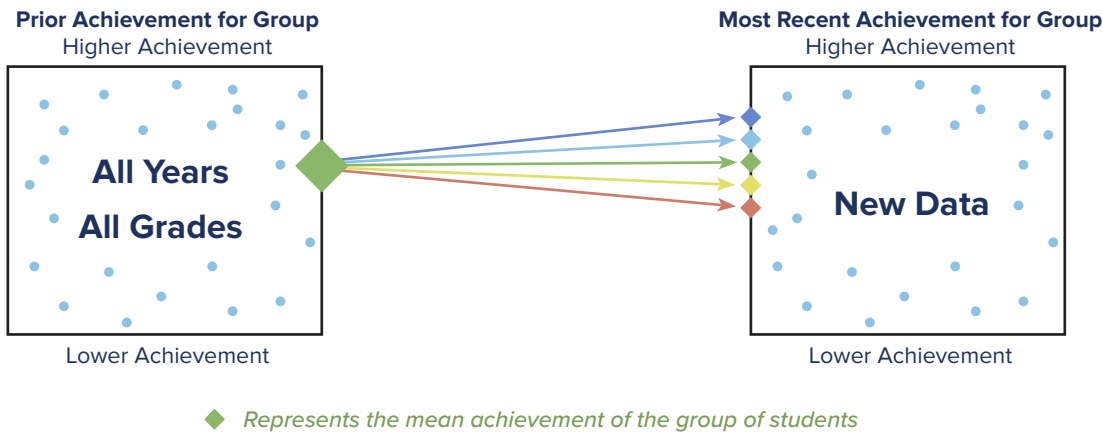 Prior Achievement for Group
Higher Achievement
All Years
All Grades
Lower Achievement
Most Recent Achievement for Group
Higher Achievement
New Data
Lower Achievement
Represents the mean achievement of the group of students